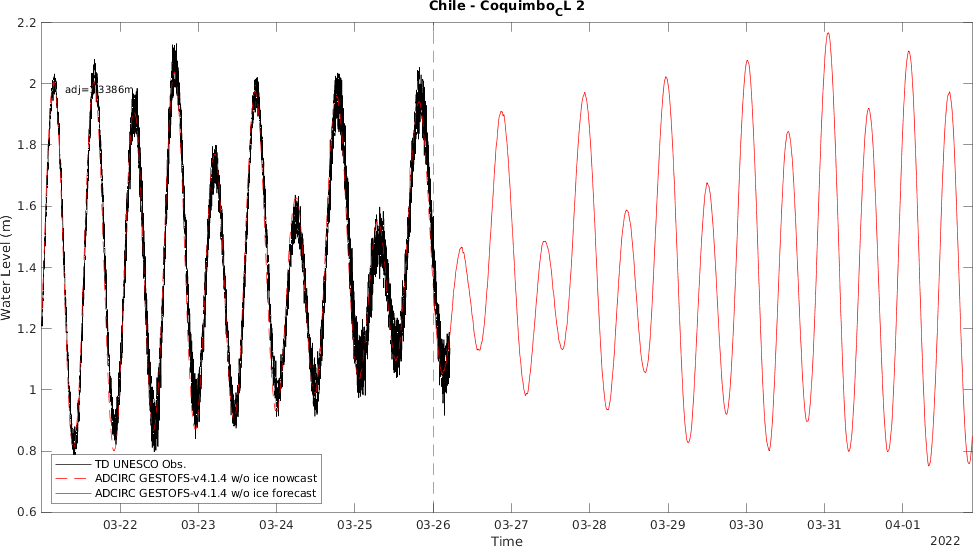 Chile - Coquimbo_CL 2
2.2
2
1.8
1.6
1.4
1.2
1
0.8
0.6
Water Level (m)
adj=1.3386m
TD UNESCO Obs.
ADCIRC GESTOFS-v4.1.4 w/o ice nowcast
ADCIRC GESTOFS-v4.1.4 w/o ice forecast
03-22 03-23 03-24 03-25 03-26 03-27 03-28 03-29 03-30 03-31 04-01
Time
2022